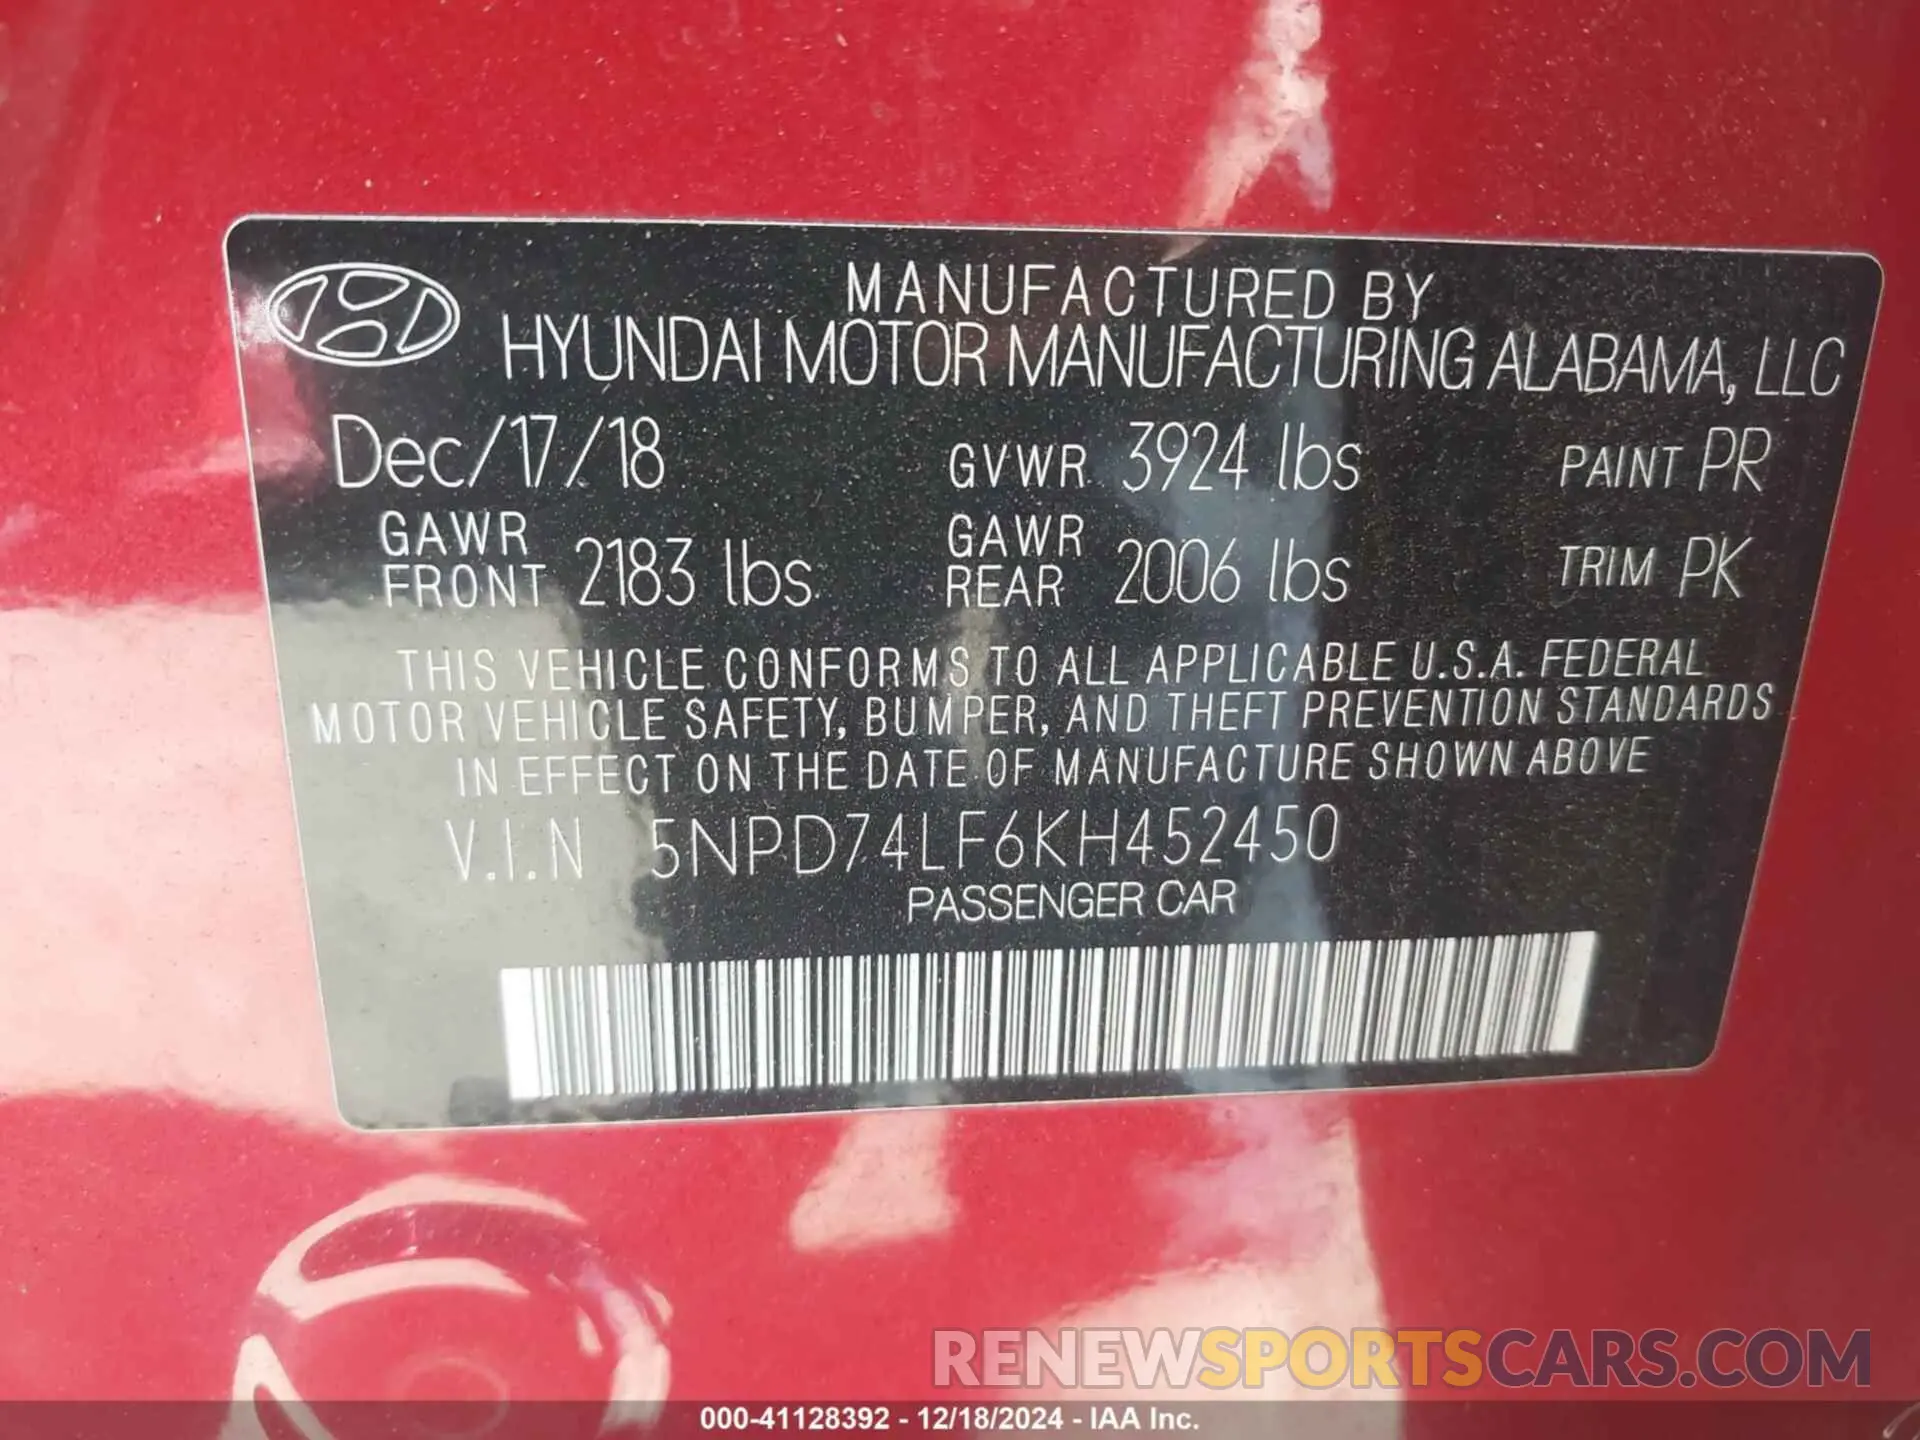 MANUFACTURED BY
HYUNDAI MOTOR MANUFACTURING ALABAMA, LLC
Dec/17/18 GVWR 3924 lbs PAINT PR
GAWR FRONT 2183 lbs GAWR REAR 2006 lbs TRIM PK
THIS VEHICLE CONFORMS TO ALL APPLICABLE U.S.A. FEDERAL
MOTOR VEHICLE SAFETY, BUMPER, AND THEFT PREVENTION STANDARDS
IN EFFECT ON THE DATE OF MANUFACTURE SHOWN ABOVE
V.I.N 5NPD74LF6KH452450
PASSENGER CAR
RENEWSPORTSCARS.COM
000-41128392 - 12/18/2024 - IAA Inc.